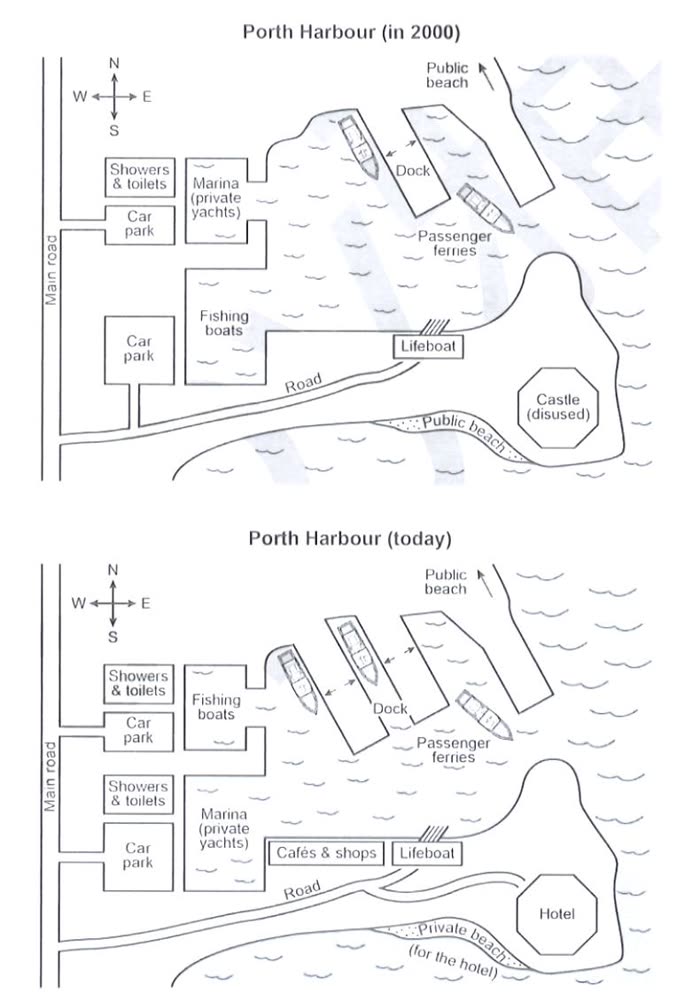 Porth Harbour (in 2000)
N
W
E
S
Public
beach
Showers
& toilets
Marina
(private
yachts)
Dock
Car
park
Passenger
ferries
Main road
Fishing
boats
Car
park
Lifeboat
Road
Castle
(disused)
Public beach
Porth Harbour (today)
N
W
E
S
Public
beach
Showers
& toilets
Fishing
boats
Dock
Car
park
Passenger
ferries
Main road
Showers
& toilets
Marina
(private
yachts)
Car
park
Cafés & shops
Lifeboat
Road
Hotel
Private beach
(for the hotel)